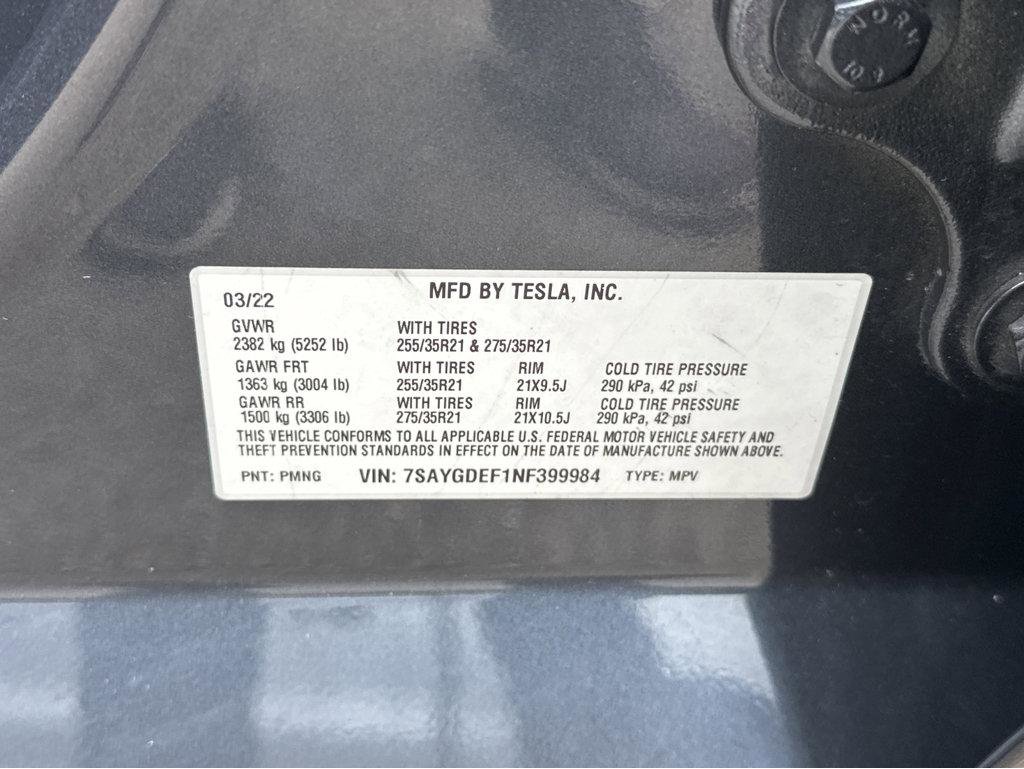 NORM
10 9
MFD BY TESLA, INC.
03/22
GVWR WITH TIRES
2382 kg (5252 lb) 255/35R21 & 275/35R21
GAWR FRT WITH TIRES RIM COLD TIRE PRESSURE
1363 kg (3004 lb) 255/35R21 21X9.5J 290 kPa, 42 psi
GAWR RR WITH TIRES RIM COLD TIRE PRESSURE
1500 kg (3306 lb) 275/35R21 21X10.5J 290 kPa, 42 psi
THIS VEHICLE CONFORMS TO ALL APPLICABLE U.S. FEDERAL MOTOR VEHICLE SAFETY AND
THEFT PREVENTION STANDARDS IN EFFECT ON THE DATE OF MANUFACTURE SHOWN ABOVE.
PNT: PMNG VIN: 7SAYGDEF1NF399984 TYPE: MPV